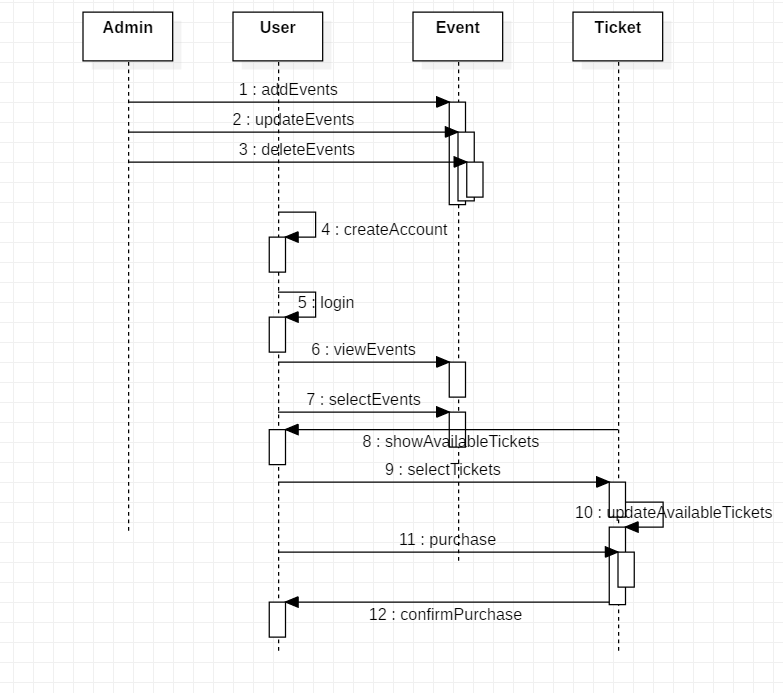 Admin
User
Event
Ticket
1 : addEvents
2 : updateEvents
3 : deleteEvents
4 : createAccount
5 : login
6 : viewEvents
7 : selectEvents
8 : showAvailableTickets
9 : selectTickets
10 : updateAvailableTickets
11 : purchase
12 : confirmPurchase